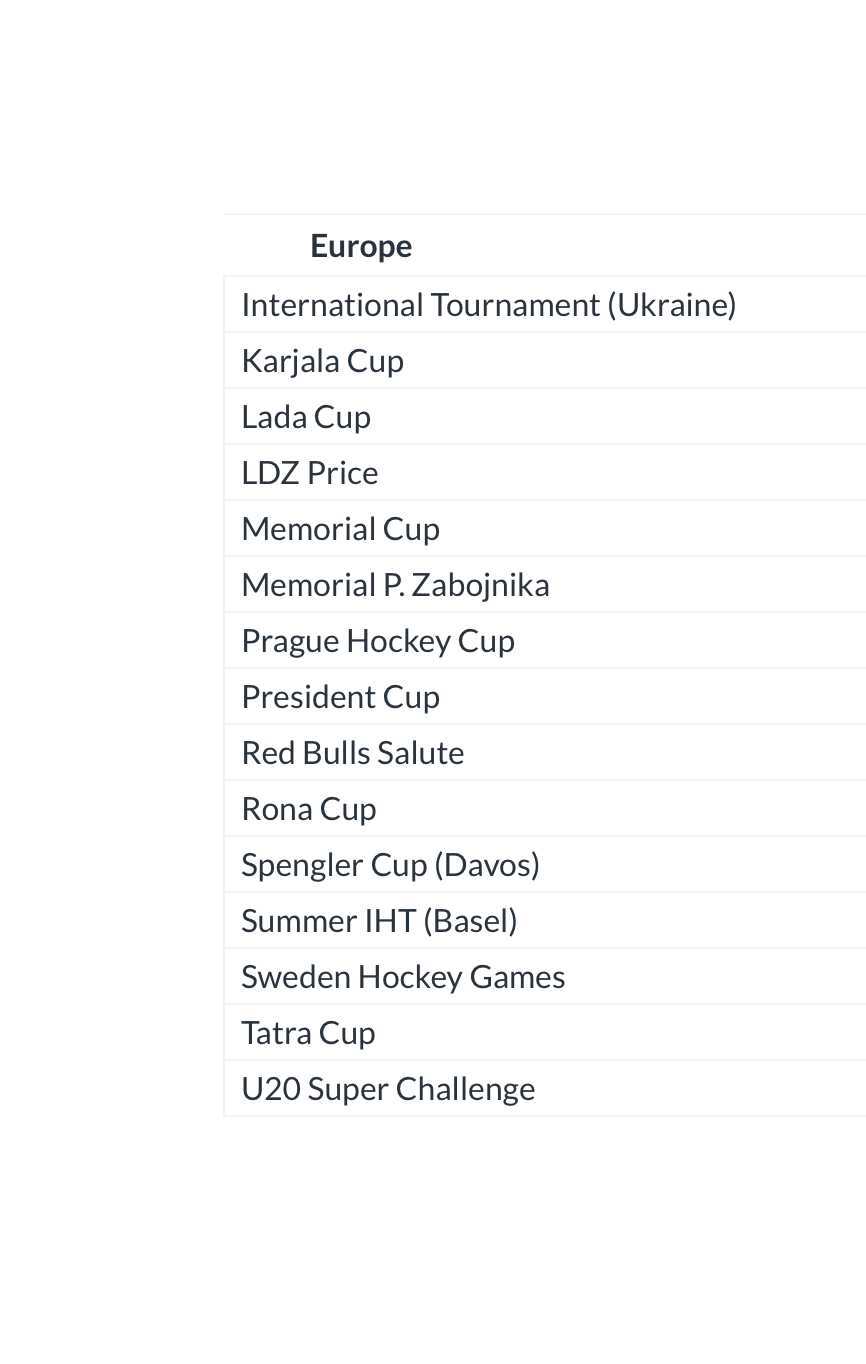 Europe
International Tournament (Ukraine)
Karjala Cup
Lada Cup
LDZ Price
Memorial Cup
Memorial P. Zabojnika
Prague Hockey Cup
President Cup
Red Bulls Salute
Rona Cup
Spengler Cup (Davos)
Summer IHT (Basel)
Sweden Hockey Games
Tatra Cup
U20 Super Challenge